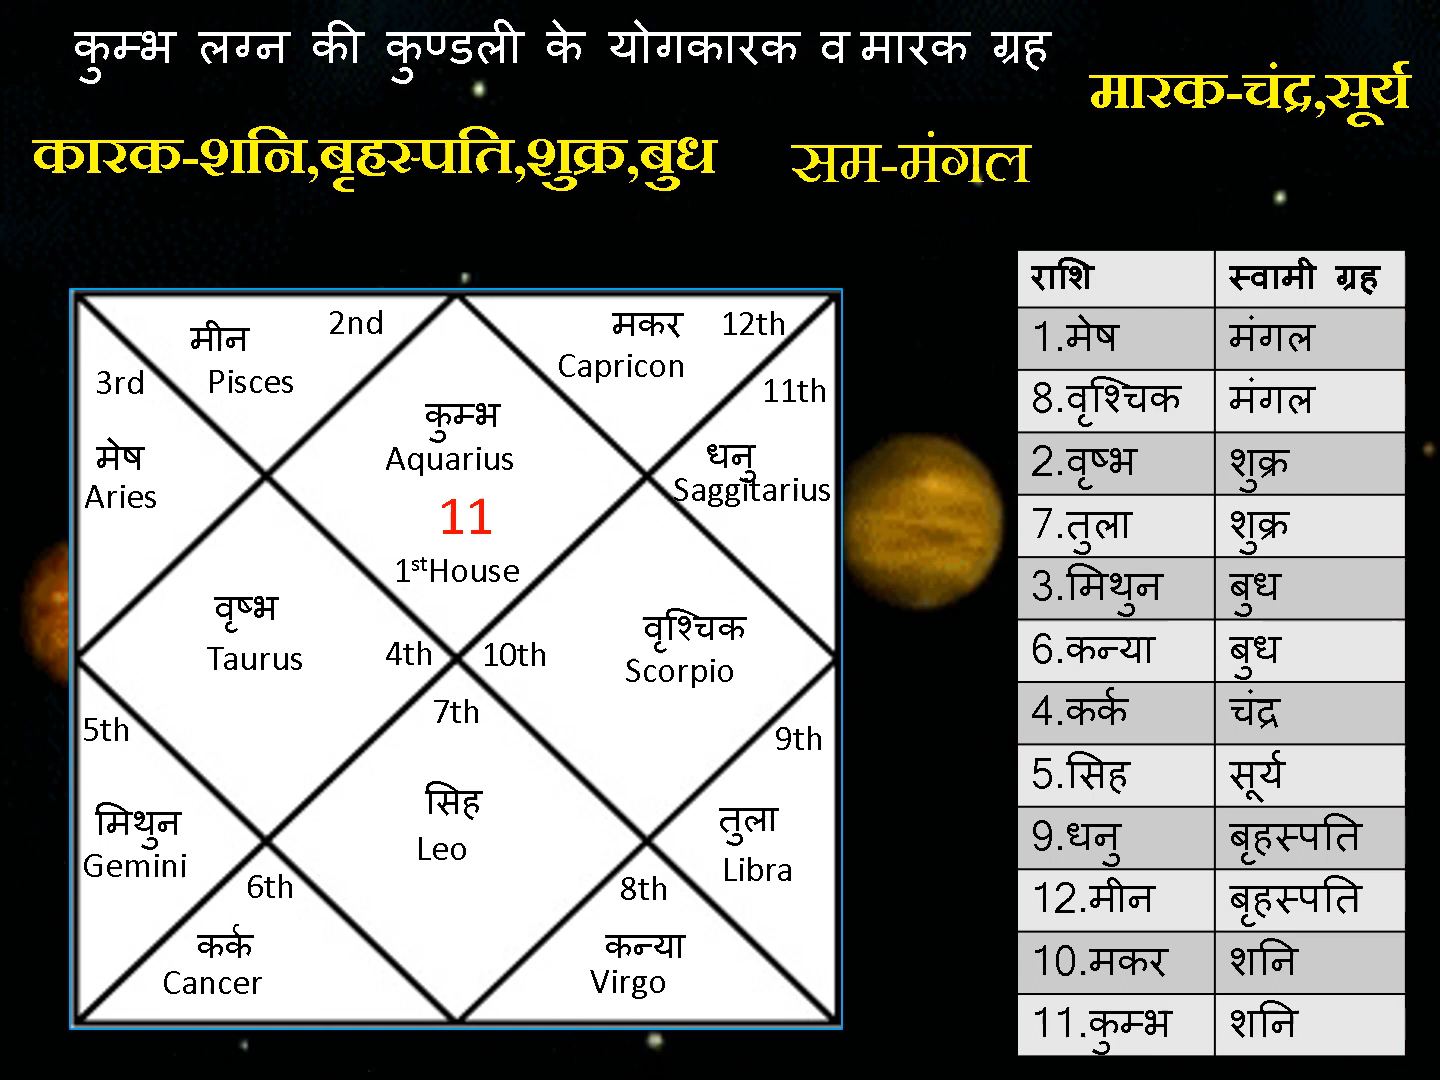 कुम्भ लग्न की कुण्डली के योगकारक व मारक ग्रह
मारक-चंद्र,सूर्य
कारक-शनि,बृहस्पति,शुक्र,बुध
सम-मंगल
मीन
2nd
3rd
Pisces
मकर
12th
Capricon
11th
कुम्भ
Aquarius
11
1stHouse
मेष
Aries
धनु
Saggitarius
वृष्भ
Taurus
4th
10th
वृश्चिक
Scorpio
5th
7th
9th
मिथुन
Gemini
सिह
Leo
तुला
Libra
6th
8th
कर्क
Cancer
कन्या
Virgo
राशि स्वामी ग्रह
1.मेष मंगल
8.वृश्चिक मंगल
2.वृष्भ शुक्र
7.तुला शुक्र
3.मिथुन बुध
6.कन्या बुध
4.कर्क चंद्र
5.सिह सूर्य
9.धनु बृहस्पति
12.मीन बृहस्पति
10.मकर शनि
11.कुम्भ शनि